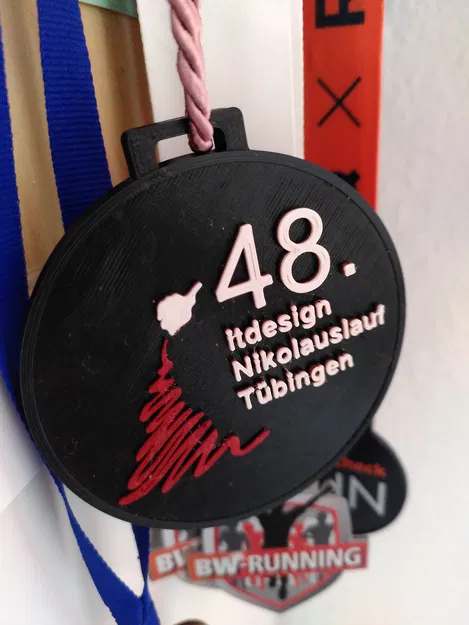 48.
itdesign
Nikolauslauf
Tübingen
BW-RUNNING